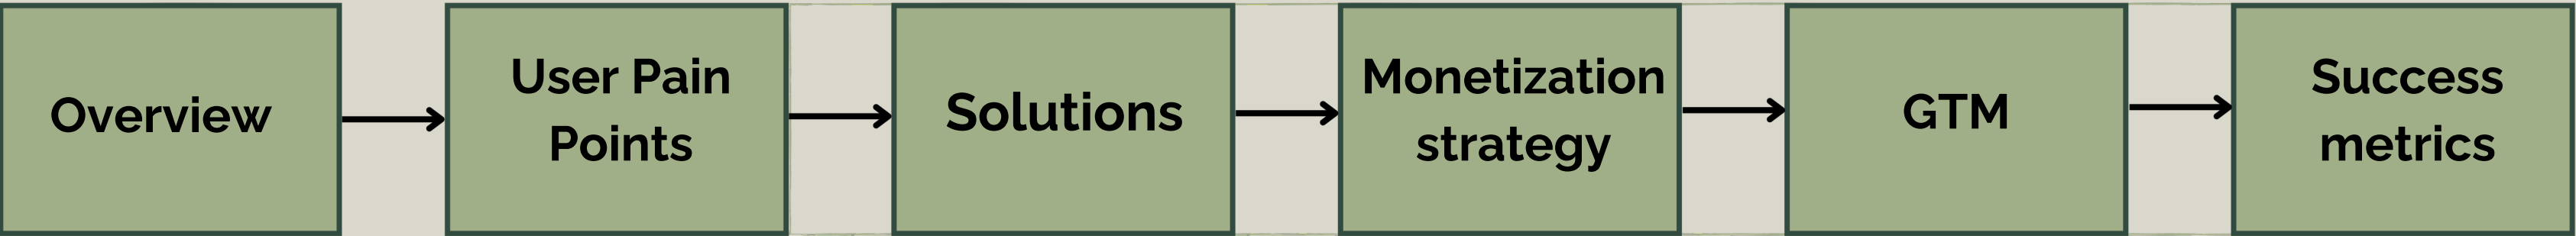 Overview
User Pain
Points
Solutions
Monetization
strategy
GTM
Success
metrics